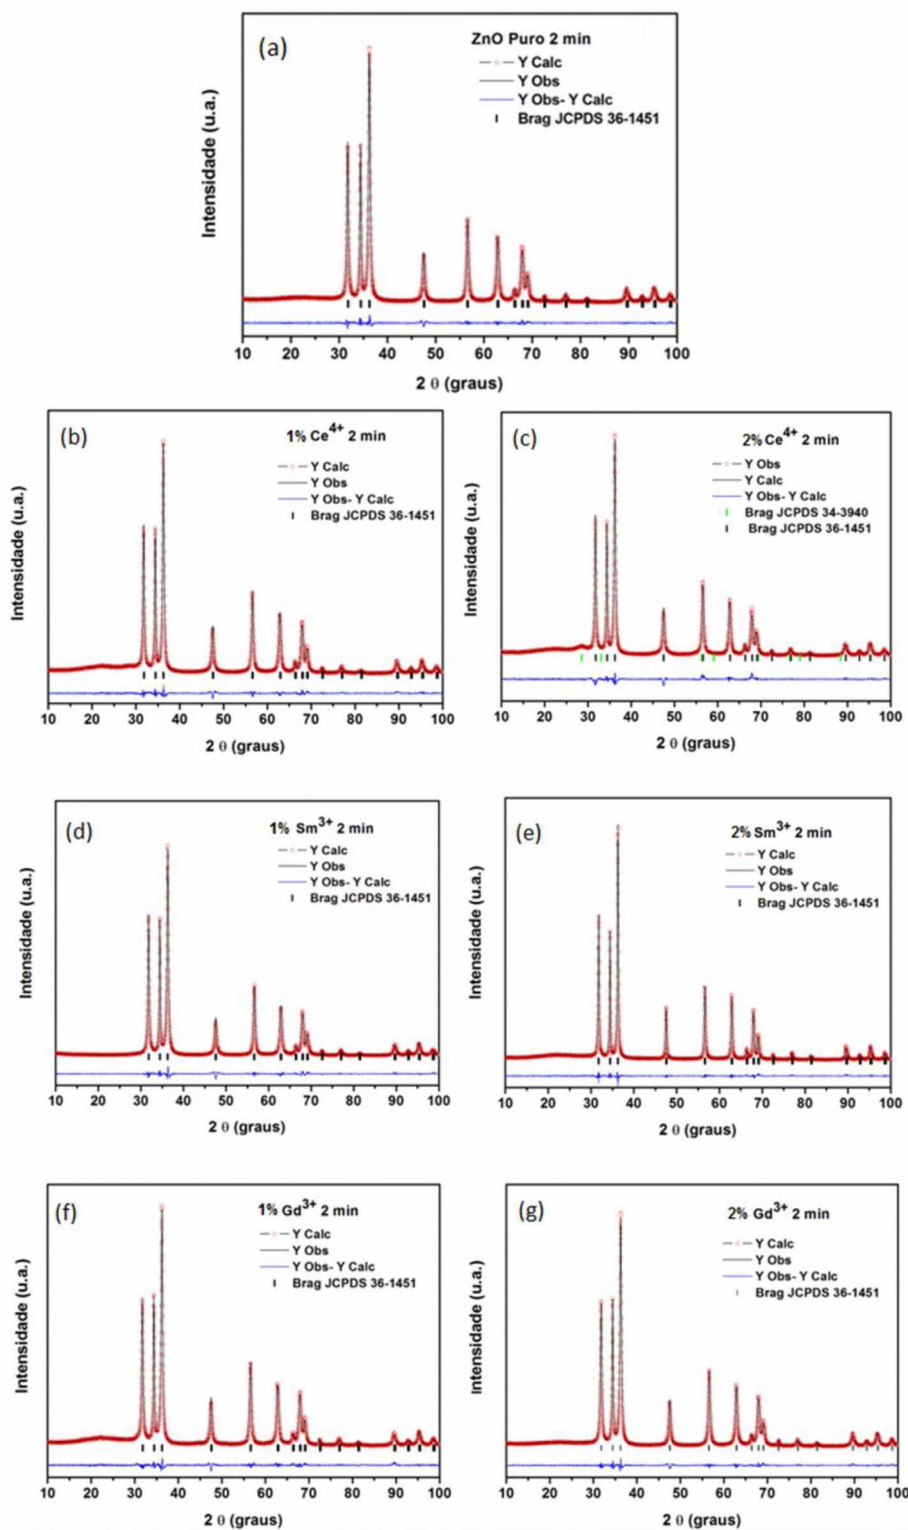 (a)
ZnO Puro 2 min
Y Calc
Y Obs
Y Obs- Y Calc
Brag JCPDS 36-1451
Intensidade (u.a.)
10 20 30 40 50 60 70 80 90 100
2 θ (graus)
(b)
1% Ce4+ 2 min
Y Calc
Y Obs
Y Obs- Y Calc
Brag JCPDS 36-1451
Intensidade (u.a.)
10 20 30 40 50 60 70 80 90 100
2 θ (graus)
(c)
2% Ce4+ 2 min
Y Obs
Y Calc
Y Obs- Y Calc
Brag JCPDS 34-3940
Brag JCPDS 36-1451
Intensidade (u.a.)
10 20 30 40 50 60 70 80 90 100
2 θ (graus)
(d)
1% Sm3+ 2 min
Y Calc
Y Obs
Y Obs- Y Calc
Brag JCPDS 36-1451
Intensidade (u.a.)
10 20 30 40 50 60 70 80 90 100
2 θ (graus)
(e)
2% Sm3+ 2 min
Y Calc
Y Obs
Y Obs- Y Calc
Brag JCPDS 36-1451
Intensidade (u.a.)
10 20 30 40 50 60 70 80 90 100
2 θ (graus)
(f)
1% Gd3+ 2 min
Y Calc
Y Obs
Y Obs- Y Calc
Brag JCPDS 36-1451
Intensidade (u.a.)
10 20 30 40 50 60 70 80 90 100
2 θ (graus)
(g)
2% Gd3+ 2 min
Y Calc
Y Obs
Y Obs- Y Calc
Brag JCPDS 36-1451
Intensidade (u.a.)
10 20 30 40 50 60 70 80 90 100
2 θ (graus)